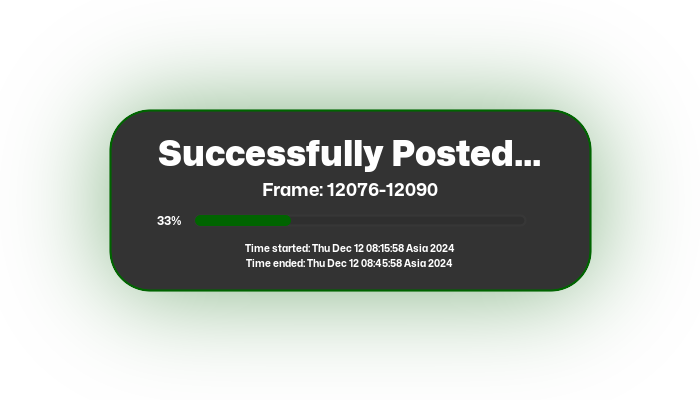 Successfully Posted...
Frame: 12076-12090
33%
Time started: Thu Dec 12 08:15:58 Asia 2024
Time ended: Thu Dec 12 08:45:58 Asia 2024